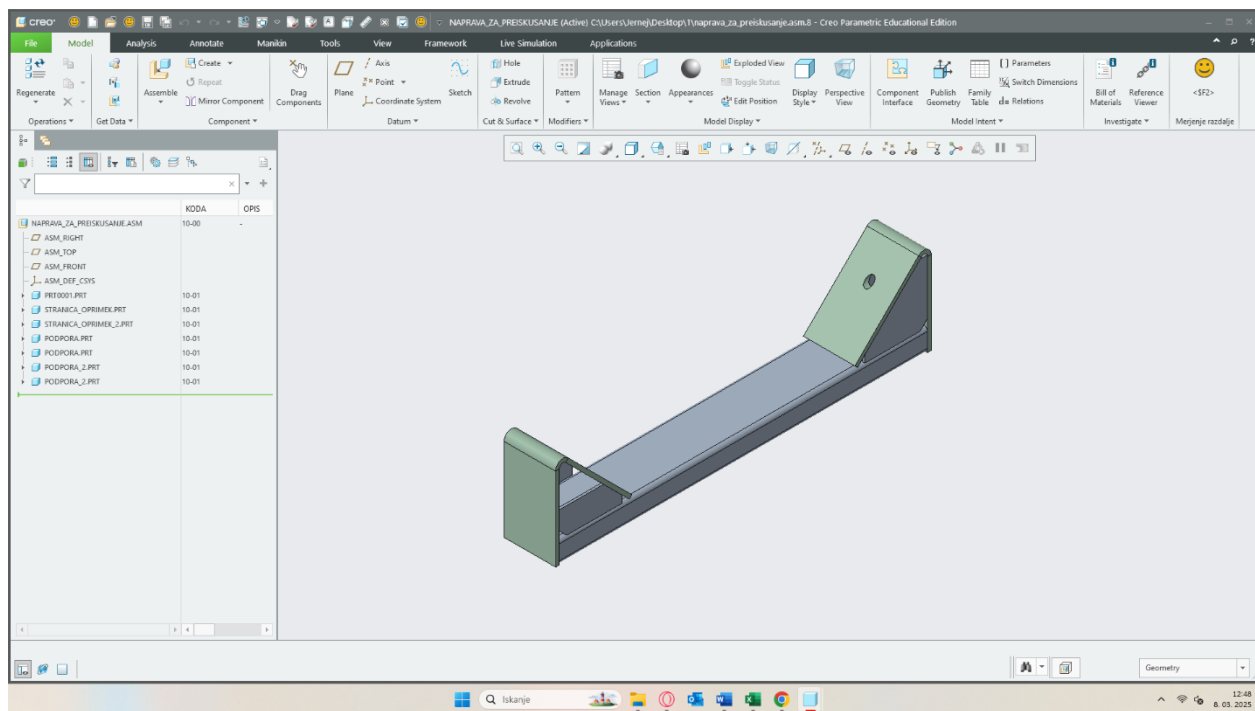 creo NAPRAVA_ZA_PREISKUSANJE (Active) C:\Users\Jernej\Desktop\1\naprava_za_preiskusanje.asm.8 - Creo Parametric Educational Edition
File Model Analysis Annotate Manikin Tools View Framework Live Simulation Applications
Regenerate
Operations
Get Data
Assemble
Create
Repeat
Mirror Component
Drag Components
Component
Plane
Axis
Point
Coordinate System
Sketch
Datum
Hole
Extrude
Revolve
Cut & Surface
Pattern
Modifiers
Manage Views
Section
Appearances
Exploded View
Toggle Status
Edit Position
Display Style
Perspective View
Model Display
Component Interface
Publish Geometry
Family Table
[ ] Parameters
Switch Dimensions
d= Relations
Model Intent
Bill of Materials
Reference Viewer
Investigate
<SF2>
Merjenje razdalje
KODA OPIS
NAPRAVA_ZA_PREISKUSANJE.ASM 10-00 -
ASM_RIGHT
ASM_TOP
ASM_FRONT
ASM_DEF_CSYS
PRT0001.PRT 10-01
STRANICA_OPRIMEK.PRT 10-01
STRANICA_OPRIMEK_2.PRT 10-01
PODPORA.PRT 10-01
PODPORA.PRT 10-01
PODPORA_2.PRT 10-01
PODPORA_2.PRT 10-01
Geometry
Iskanje
12:48
8. 03. 2025